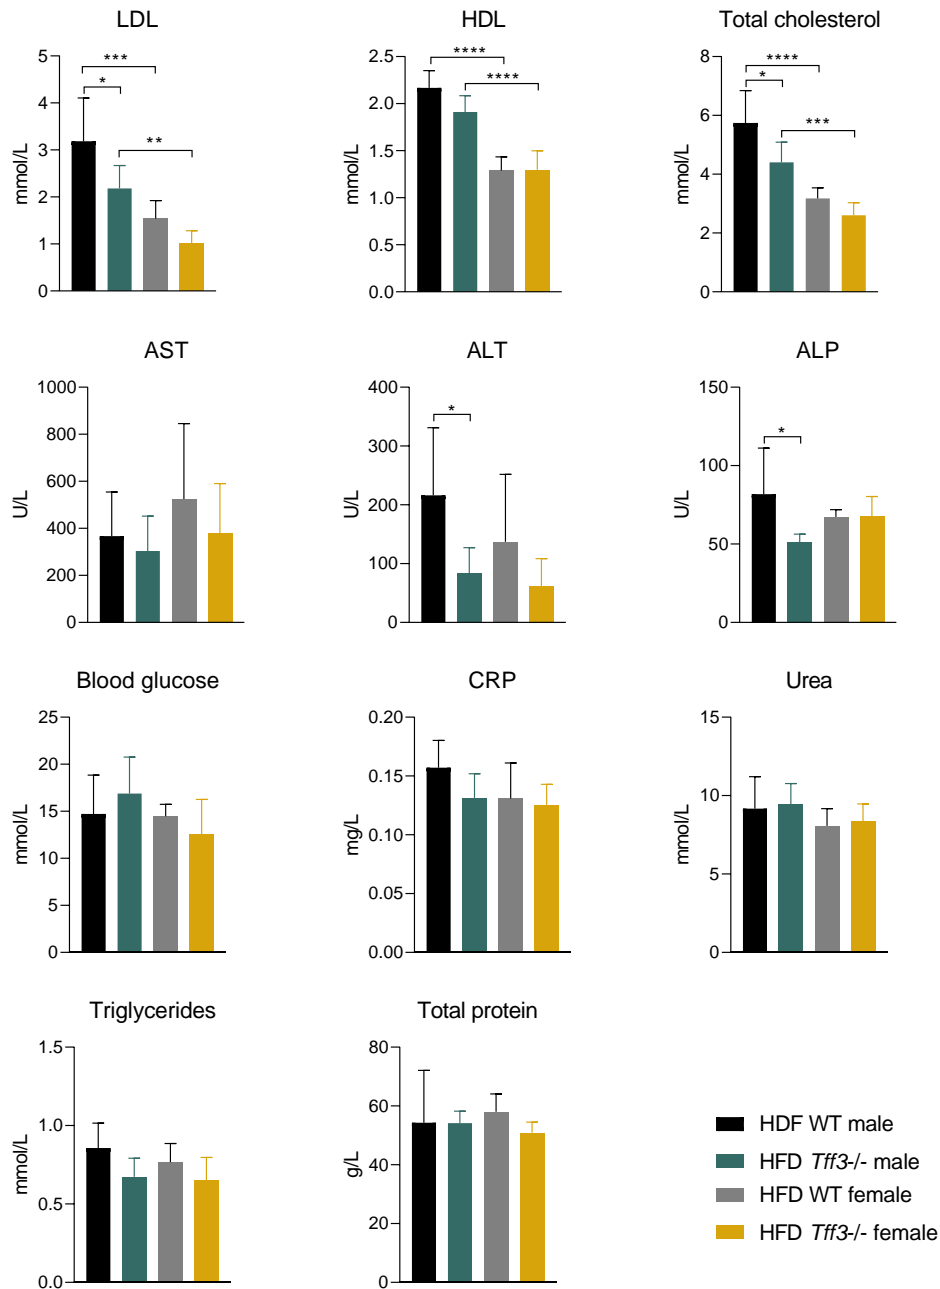 LDL
mmol/L
5
4
3
2
1
0
***
*
**
HDL
mmol/L
2.5
2.0
1.5
1.0
0.5
0.0
****
****
Total cholesterol
mmol/L
8
6
4
2
0
****
*
***
AST
U/L
1000
800
600
400
200
0
ALT
U/L
400
300
200
100
0
*
ALP
U/L
150
100
50
0
*
Blood glucose
mmol/L
25
20
15
10
5
0
CRP
mg/L
0.20
0.15
0.10
0.05
0.00
Urea
mmol/L
15
10
5
0
Triglycerides
mmol/L
1.5
1.0
0.5
0.0
Total protein
g/L
80
60
40
20
0
HDF WT male
HFD Tff3-/- male
HFD WT female
HFD Tff3-/- female